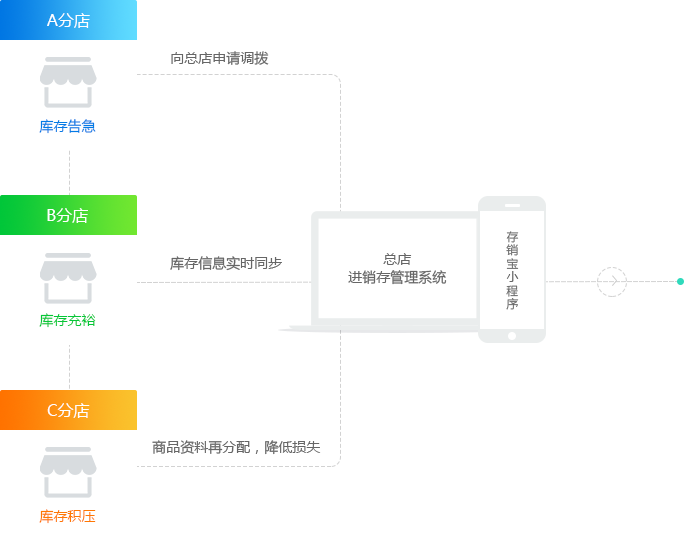 A分店
向总店申请调拨
库存告急
B分店
库存信息实时同步
库存充裕
总店
进销存管理系统
存销宝小程序
C分店
商品资料再分配，降低损失
库存积压